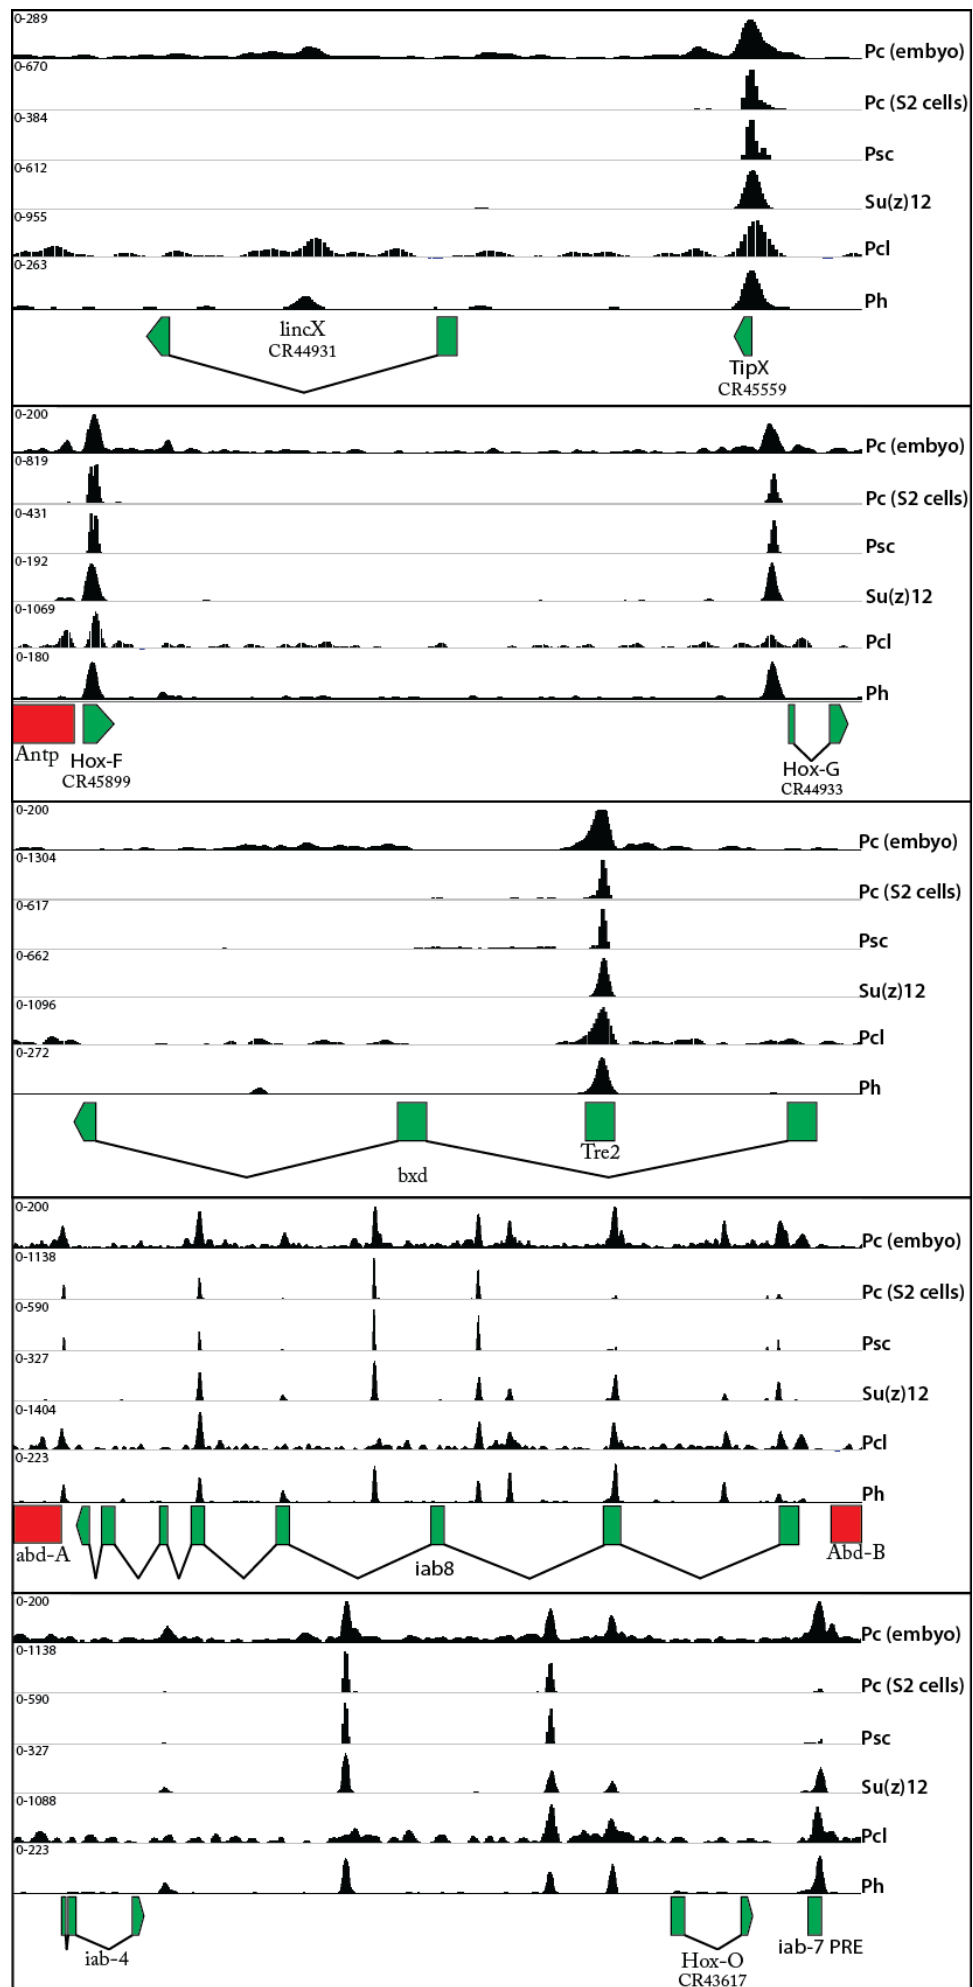 0-289
Pc (embyo)
0-670
Pc (S2 cells)
0-384
Psc
0-612
Su(z)12
0-955
Pcl
0-263
Ph
lincX
CR44931
TipX
CR45559
0-200
Pc (embyo)
0-819
Pc (S2 cells)
0-431
Psc
0-192
Su(z)12
0-1069
Pcl
0-180
Ph
Antp
Hox-F
CR45899
Hox-G
CR44933
0-200
Pc (embyo)
0-1304
Pc (S2 cells)
0-617
Psc
0-662
Su(z)12
0-1096
Pcl
0-272
Ph
Tre2
bxd
0-200
Pc (embyo)
0-1138
Pc (S2 cells)
0-590
Psc
0-327
Su(z)12
0-1404
Pcl
0-223
Ph
abd-A
iab8
Abd-B
0-200
Pc (embyo)
0-1138
Pc (S2 cells)
0-590
Psc
0-327
Su(z)12
0-1088
Pcl
0-223
Ph
iab-4
Hox-O
CR43617
iab-7 PRE